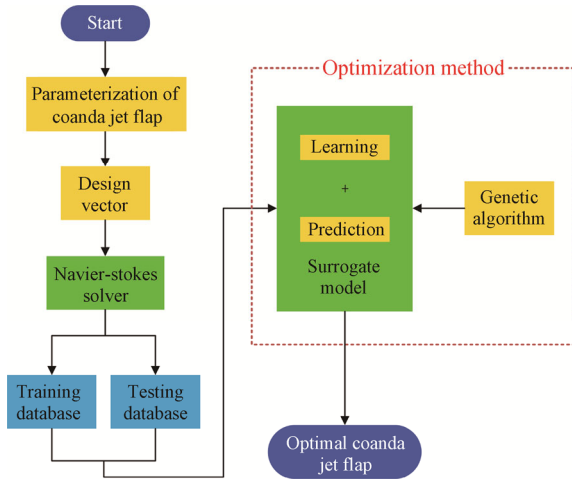 Start
Parameterization of
coanda jet flap
Design
vector
Navier-stokes
solver
Training
database
Testing
database
Optimization method
Learning
+
Prediction
Surrogate
model
Genetic
algorithm
Optimal coanda
jet flap